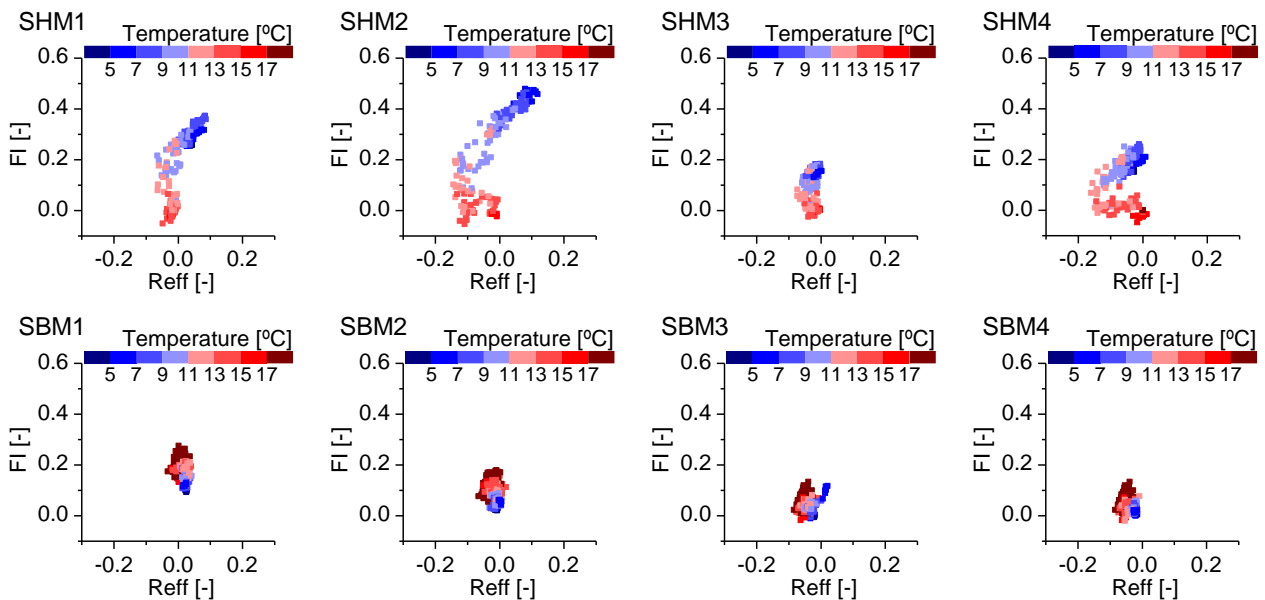 SHM1 Temperature [ºC]
5 7 9 11 13 15 17
0.6
0.4
0.2
0.0
FI [-]
-0.2 0.0 0.2
Reff [-]
SHM2 Temperature [ºC]
5 7 9 11 13 15 17
0.6
0.4
0.2
0.0
FI [-]
-0.2 0.0 0.2
Reff [-]
SHM3 Temperature [ºC]
5 7 9 11 13 15 17
0.6
0.4
0.2
0.0
FI [-]
-0.2 0.0 0.2
Reff [-]
SHM4 Temperature [ºC]
5 7 9 11 13 15 17
0.6
0.4
0.2
0.0
FI [-]
-0.2 0.0 0.2
Reff [-]
SBM1 Temperature [ºC]
5 7 9 11 13 15 17
0.6
0.4
0.2
0.0
FI [-]
-0.2 0.0 0.2
Reff [-]
SBM2 Temperature [ºC]
5 7 9 11 13 15 17
0.6
0.4
0.2
0.0
FI [-]
-0.2 0.0 0.2
Reff [-]
SBM3 Temperature [ºC]
5 7 9 11 13 15 17
0.6
0.4
0.2
0.0
FI [-]
-0.2 0.0 0.2
Reff [-]
SBM4 Temperature [ºC]
5 7 9 11 13 15 17
0.6
0.4
0.2
0.0
FI [-]
-0.2 0.0 0.2
Reff [-]